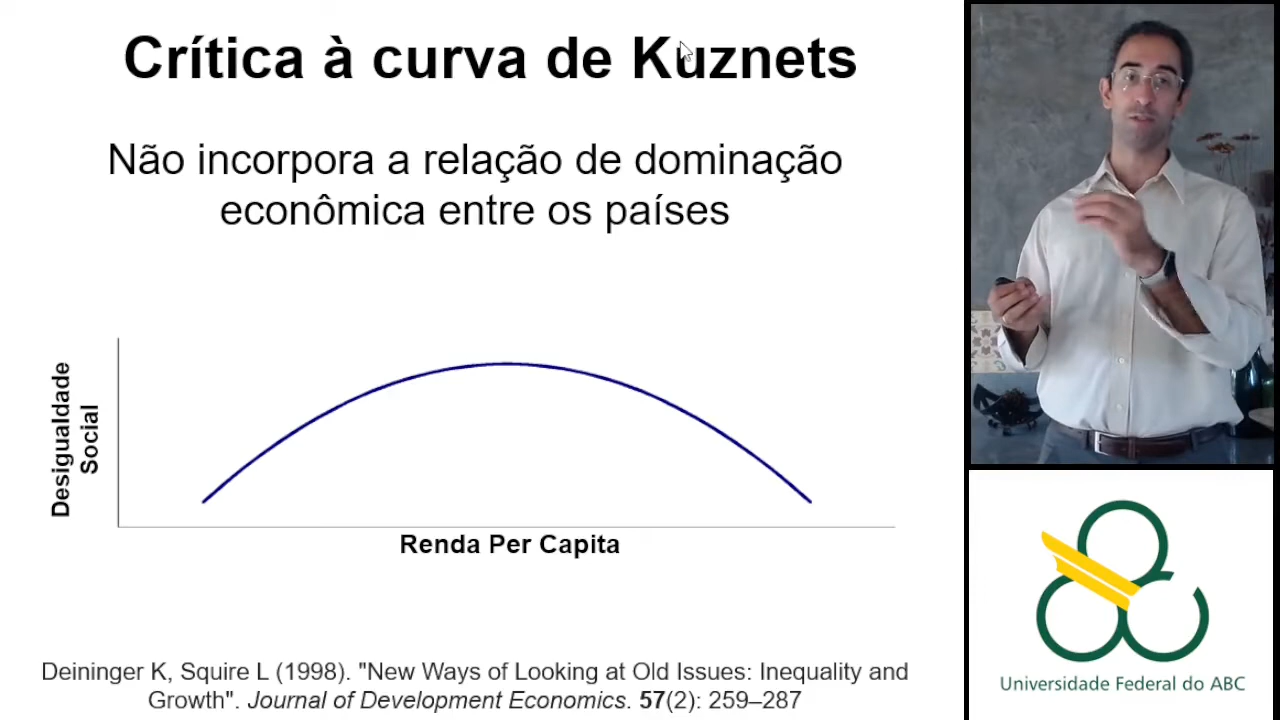 Crítica à curva de Kuznets
Não incorpora a relação de dominação
econômica entre os países
Desigualdade
Social
Renda Per Capita
Deininger K, Squire L (1998). "New Ways of Looking at Old Issues: Inequality and
Growth". Journal of Development Economics. 57(2): 259–287
Universidade Federal do ABC